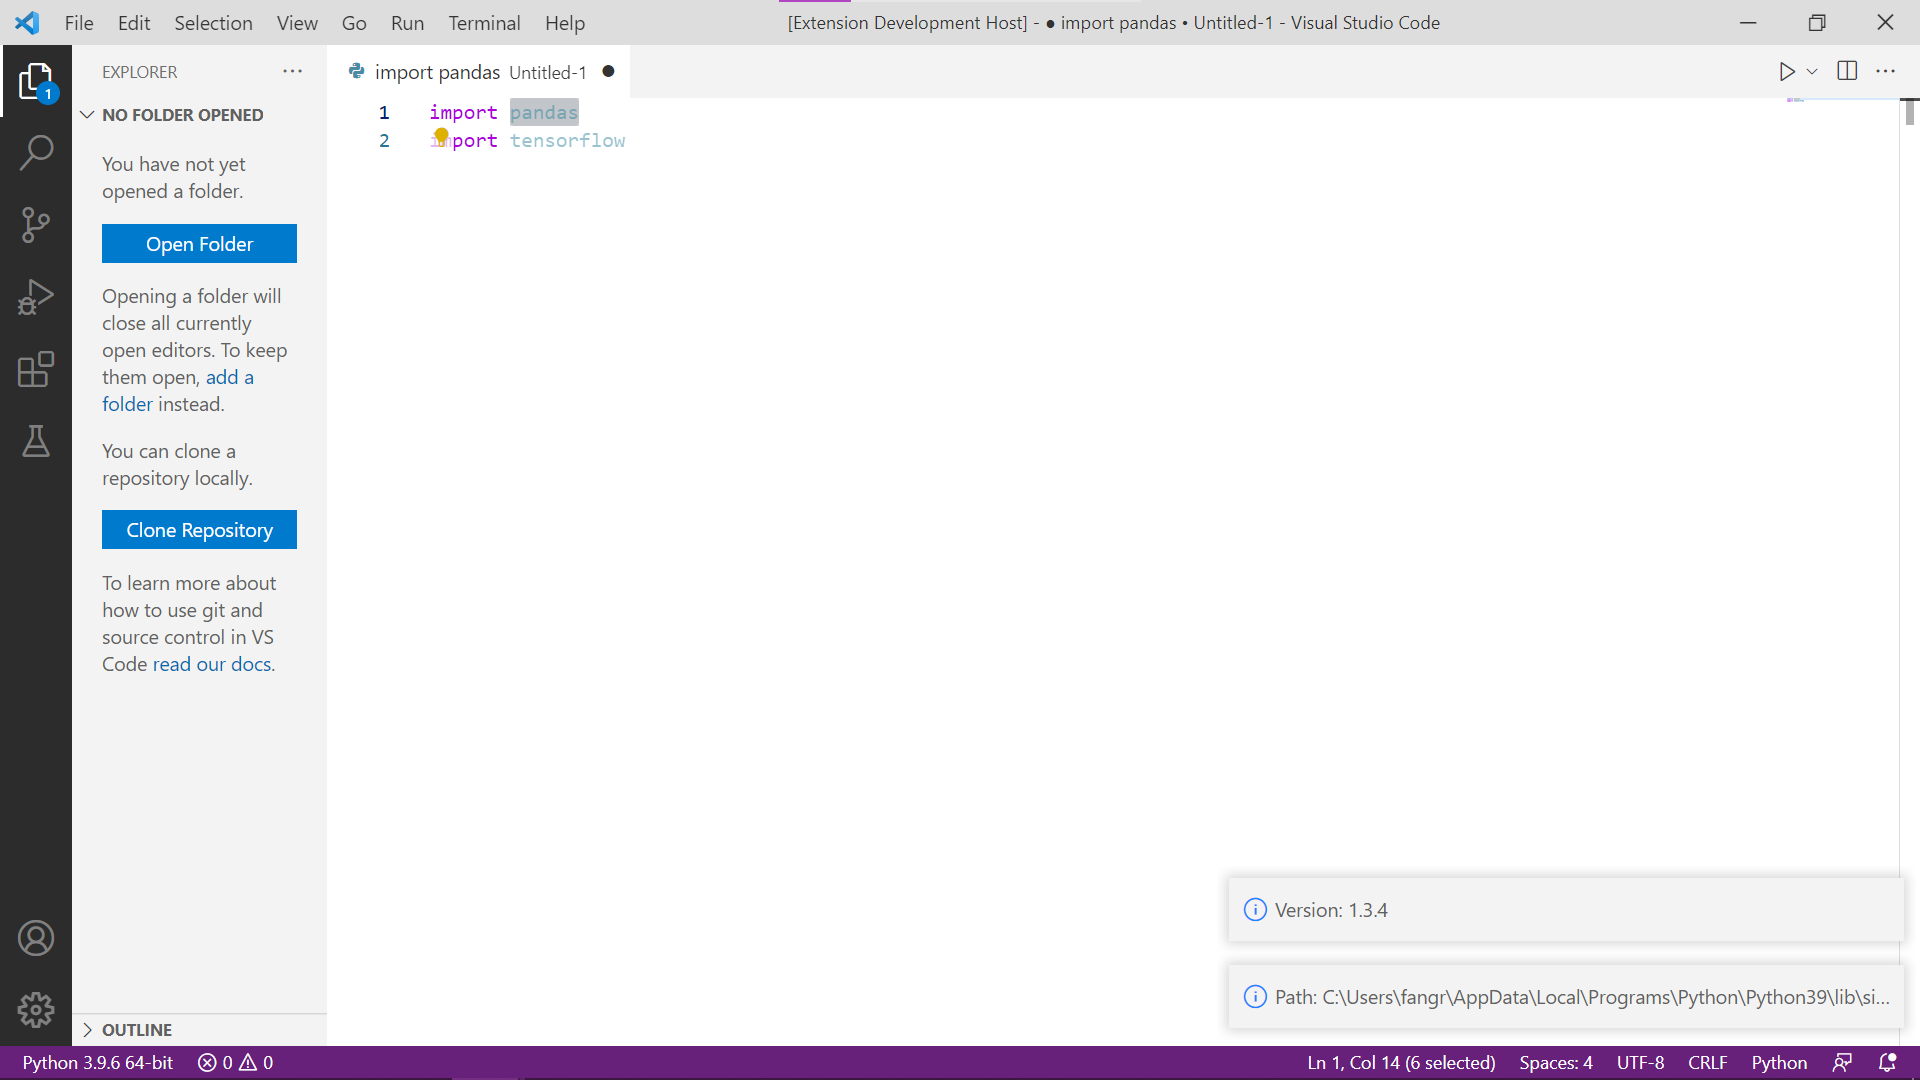 File Edit Selection View Go Run Terminal Help
[Extension Development Host] - ● import pandas • Untitled-1 - Visual Studio Code
1
EXPLORER
NO FOLDER OPENED
You have not yet
opened a folder.
Open Folder
Opening a folder will
close all currently
open editors. To keep
them open, add a
folder instead.
You can clone a
repository locally.
Clone Repository
To learn more about
how to use git and
source control in VS
Code read our docs.
OUTLINE
import pandas Untitled-1 ●
1 import pandas
2 import tensorflow
Version: 1.3.4
Path: C:\Users\fangr\AppData\Local\Programs\Python\Python39\lib\si...
Python 3.9.6 64-bit 0 0
Ln 1, Col 14 (6 selected) Spaces: 4 UTF-8 CRLF Python